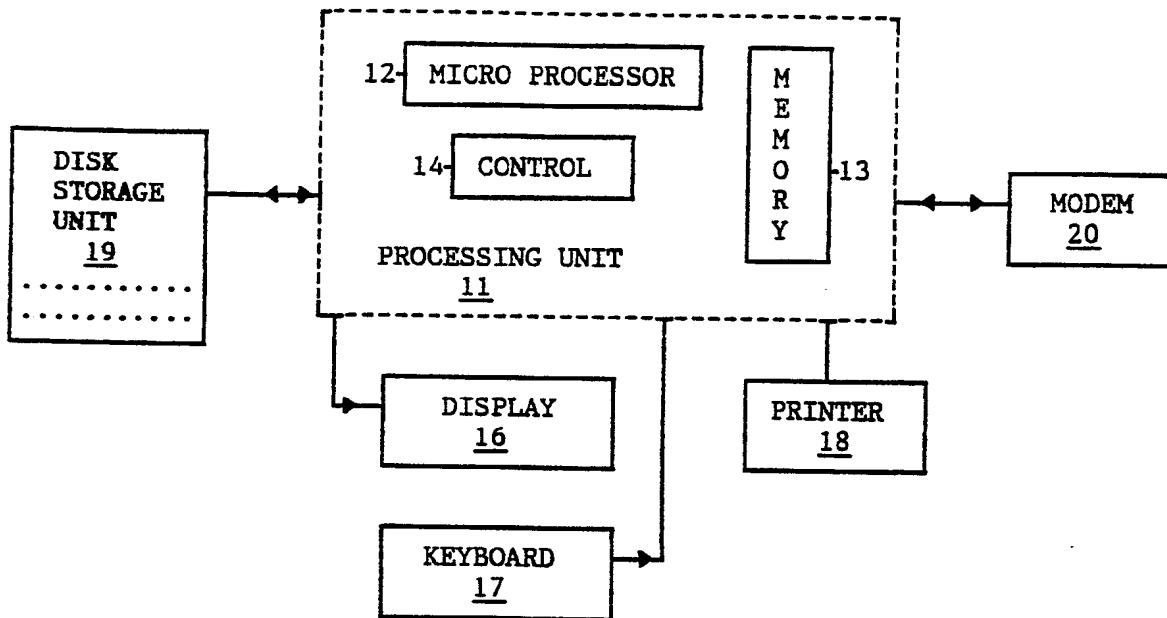 12 MICRO PROCESSOR
14 CONTROL
MEMORY
13
PROCESSING UNIT
11
DISK
STORAGE
UNIT
19
MODEM
20
DISPLAY
16
PRINTER
18
KEYBOARD
17